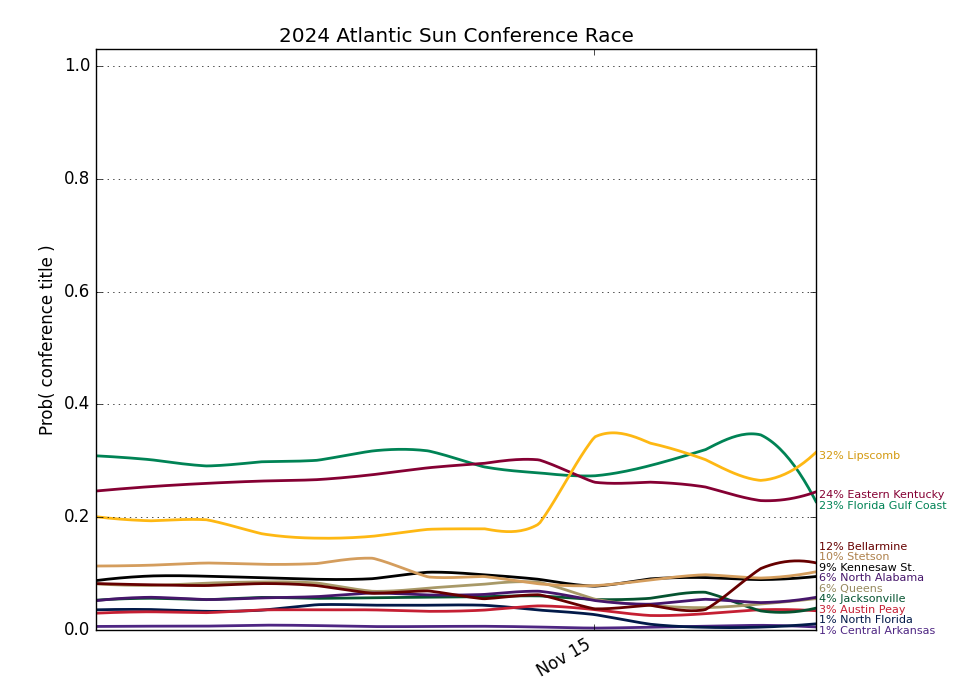 2024 Atlantic Sun Conference Race
Prob( conference title )
1.0
0.8
0.6
0.4
0.2
0.0
Nov 15
32% Lipscomb
24% Eastern Kentucky
23% Florida Gulf Coast
12% Bellarmine
10% Stetson
9% Kennesaw St.
6% North Alabama
6% Queens
4% Jacksonville
3% Austin Peay
1% North Florida
1% Central Arkansas